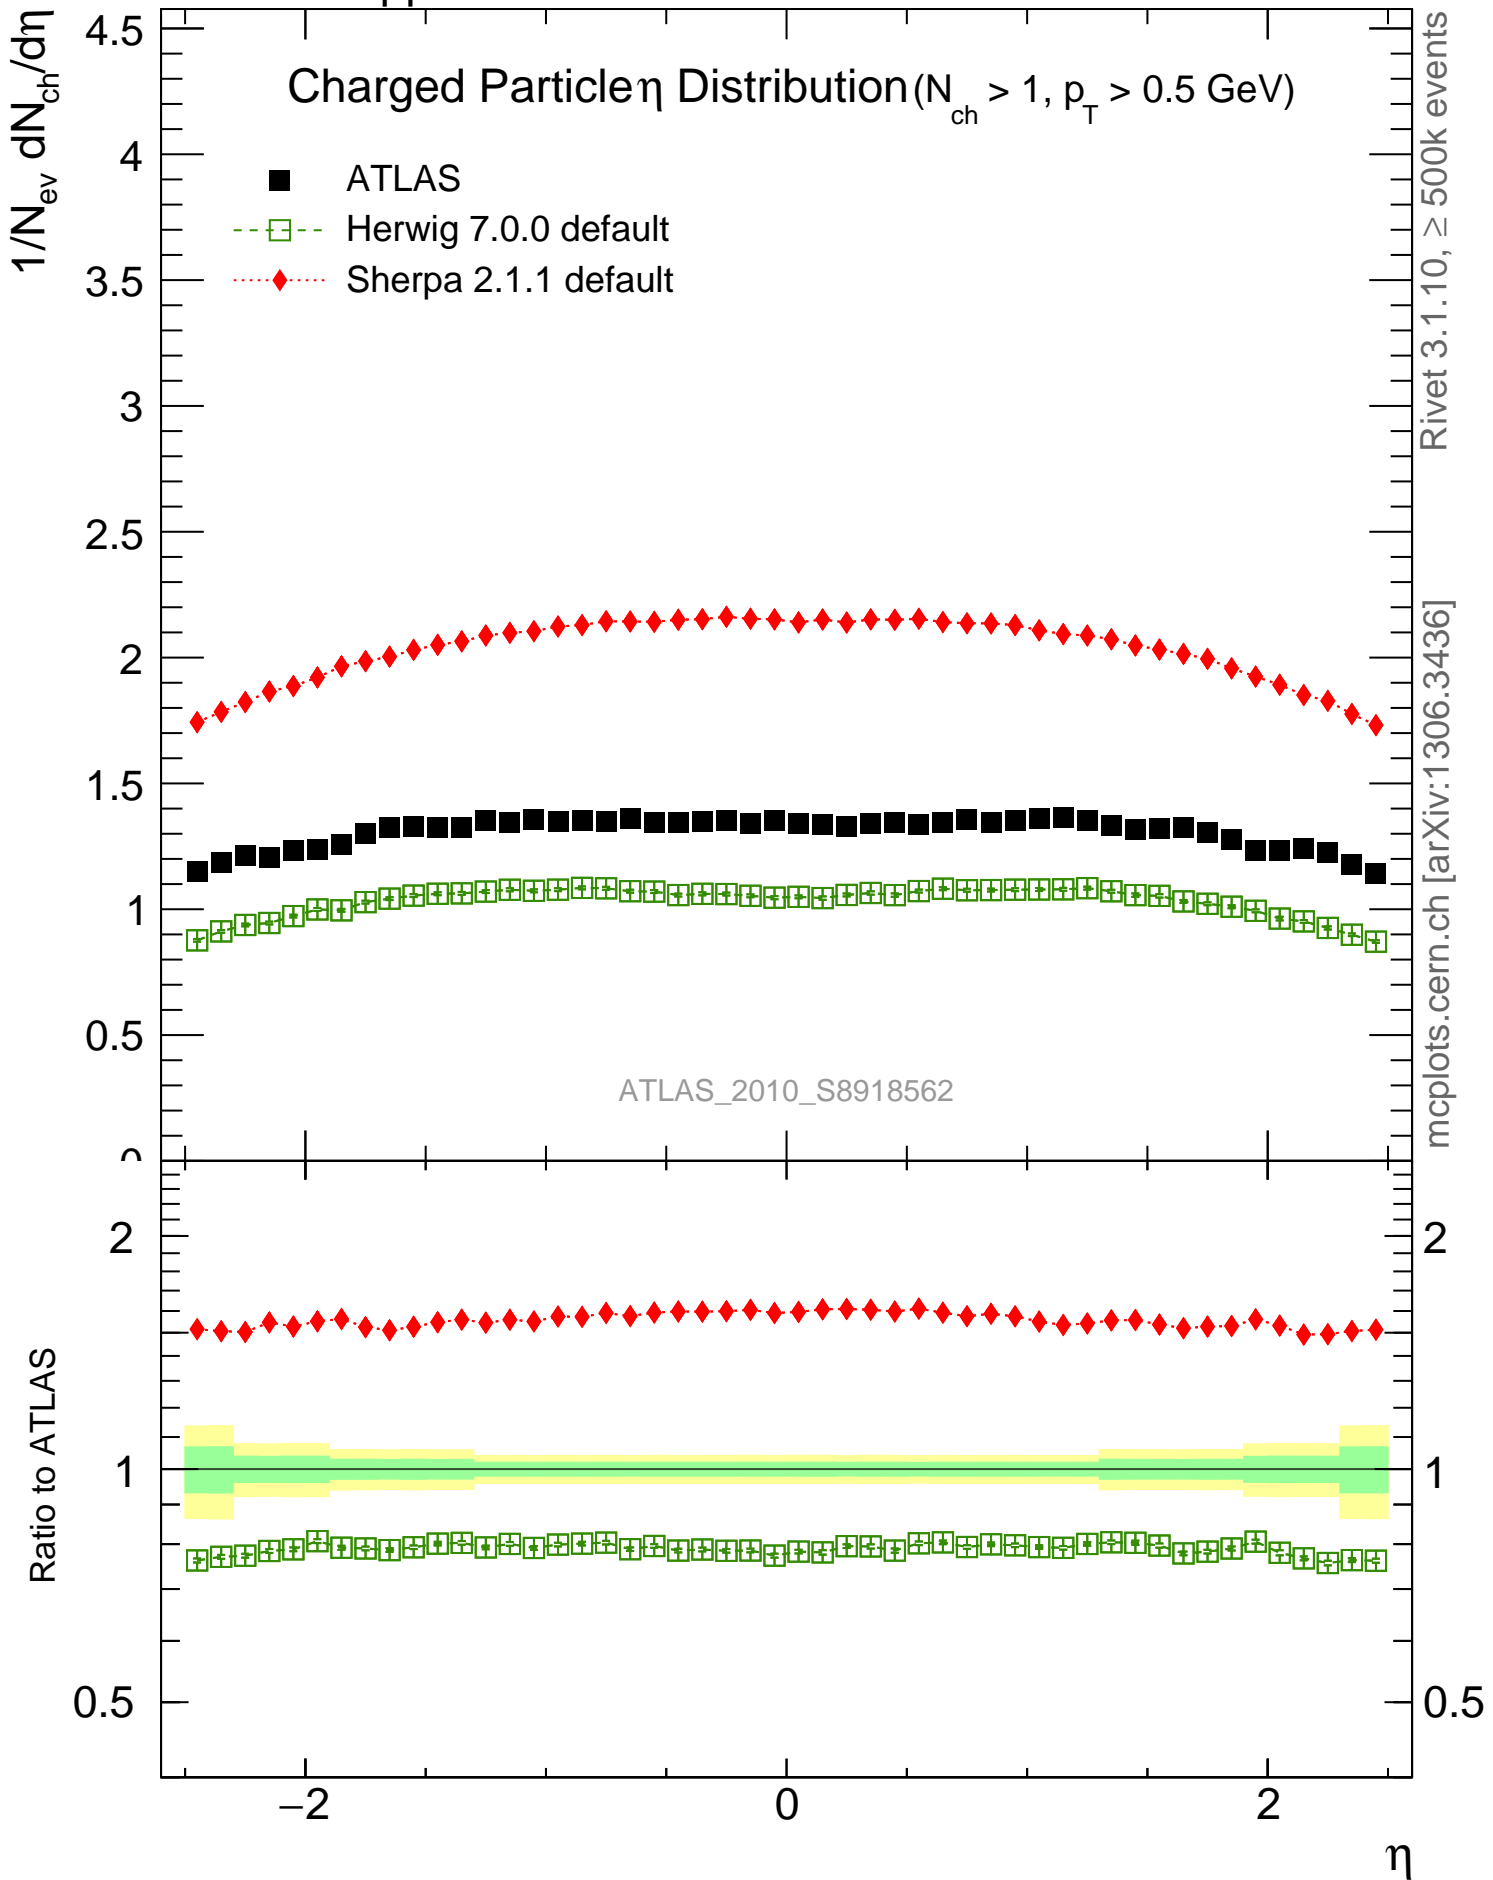 1/N_ev dN_ch/dη
Charged Particle η Distribution (N_ch > 1, p_T > 0.5 GeV)
ATLAS
Herwig 7.0.0 default
Sherpa 2.1.1 default
4.5
4
3.5
3
2.5
2
1.5
1
0.5
0
ATLAS_2010_S8918562
Rivet 3.1.10, ≥ 500k events
mcplots.cern.ch [arXiv:1306.3436]
Ratio to ATLAS
2
1
0.5
2
1
0.5
−2
0
2
η